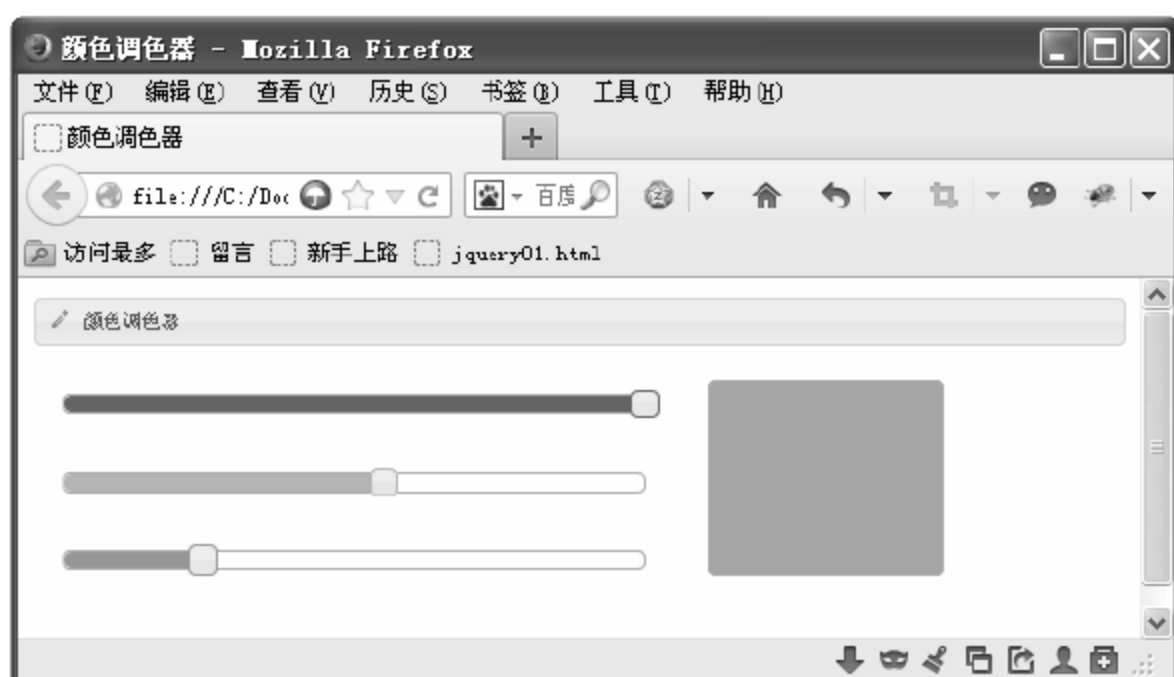 颜色调色器 - Mozilla Firefox
文件(F) 编辑(E) 查看(V) 历史(S) 书签(B) 工具(T) 帮助(H)
颜色调色器
file:///C:/Doc 百度
访问最多 留言 新手上路 jquery01.html
颜色调色器